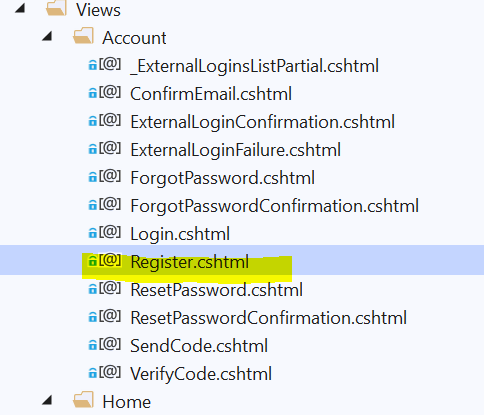 Views
Account
[@] _ExternalLoginsListPartial.cshtml
[@] ConfirmEmail.cshtml
[@] ExternalLoginConfirmation.cshtml
[@] ExternalLoginFailure.cshtml
[@] ForgotPassword.cshtml
[@] ForgotPasswordConfirmation.cshtml
[@] Login.cshtml
[@] Register.cshtml
[@] ResetPassword.cshtml
[@] ResetPasswordConfirmation.cshtml
[@] SendCode.cshtml
[@] VerifyCode.cshtml
Home